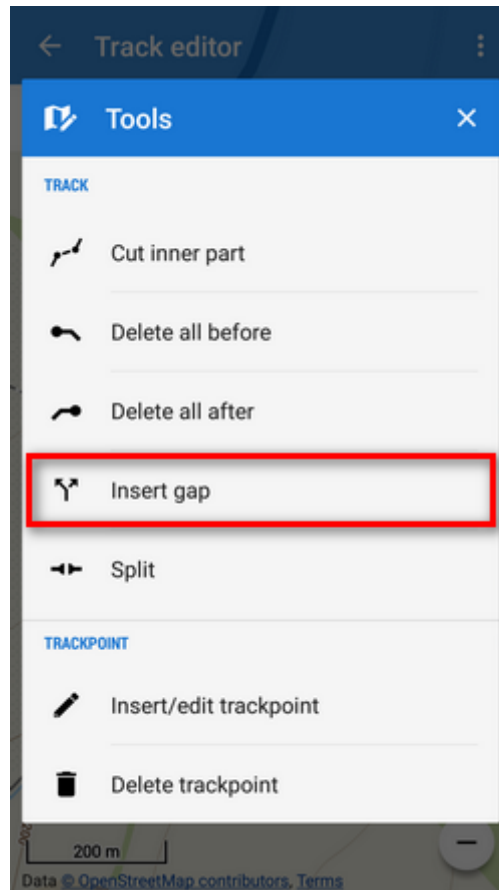 Track editor
Tools
TRACK
Cut inner part
Delete all before
Delete all after
Insert gap
Split
TRACKPOINT
Insert/edit trackpoint
Delete trackpoint
200
200 m
Data © OpenStreetMap contributors, Terms